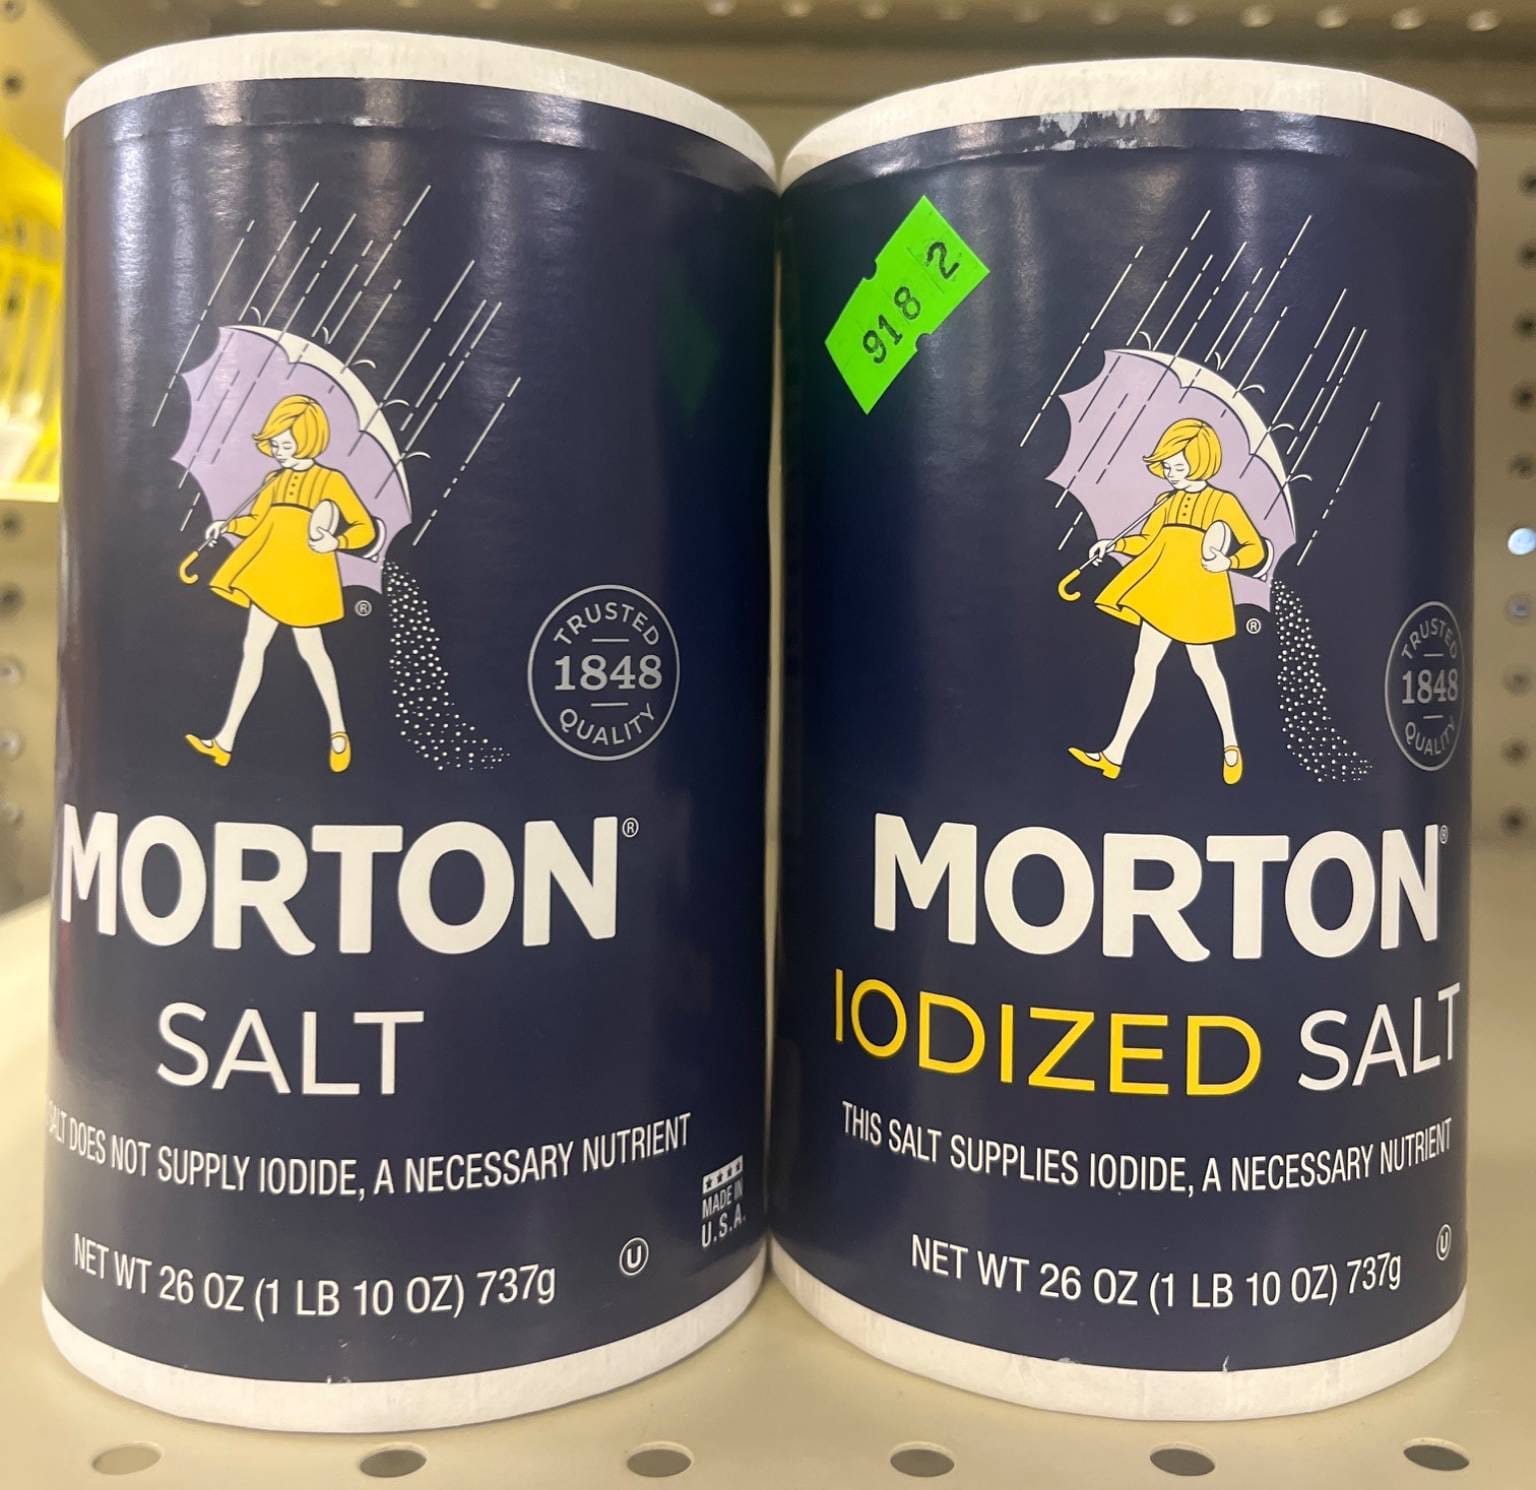 TRUSTED
1848
QUALITY
®
MORTON®
SALT
SALT DOES NOT SUPPLY IODIDE, A NECESSARY NUTRIENT
MADE IN
U.S.A.
NET WT 26 OZ (1 LB 10 OZ) 737g
U
918 2
TRUSTED
1848
QUALITY
®
MORTON®
IODIZED SALT
THIS SALT SUPPLIES IODIDE, A NECESSARY NUTRIENT
NET WT 26 OZ (1 LB 10 OZ) 737g
U